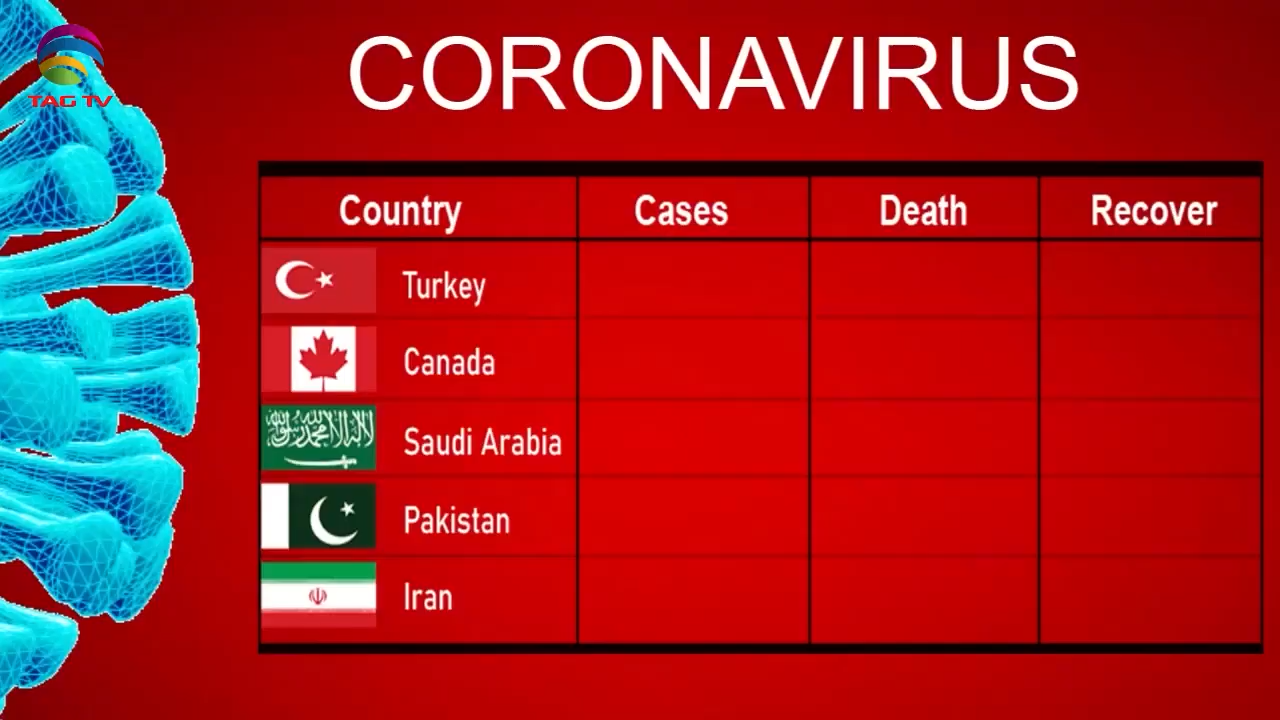 TAG TV
CORONAVIRUS
Country Cases Death Recover
Turkey
Canada
Saudi Arabia
Pakistan
Iran